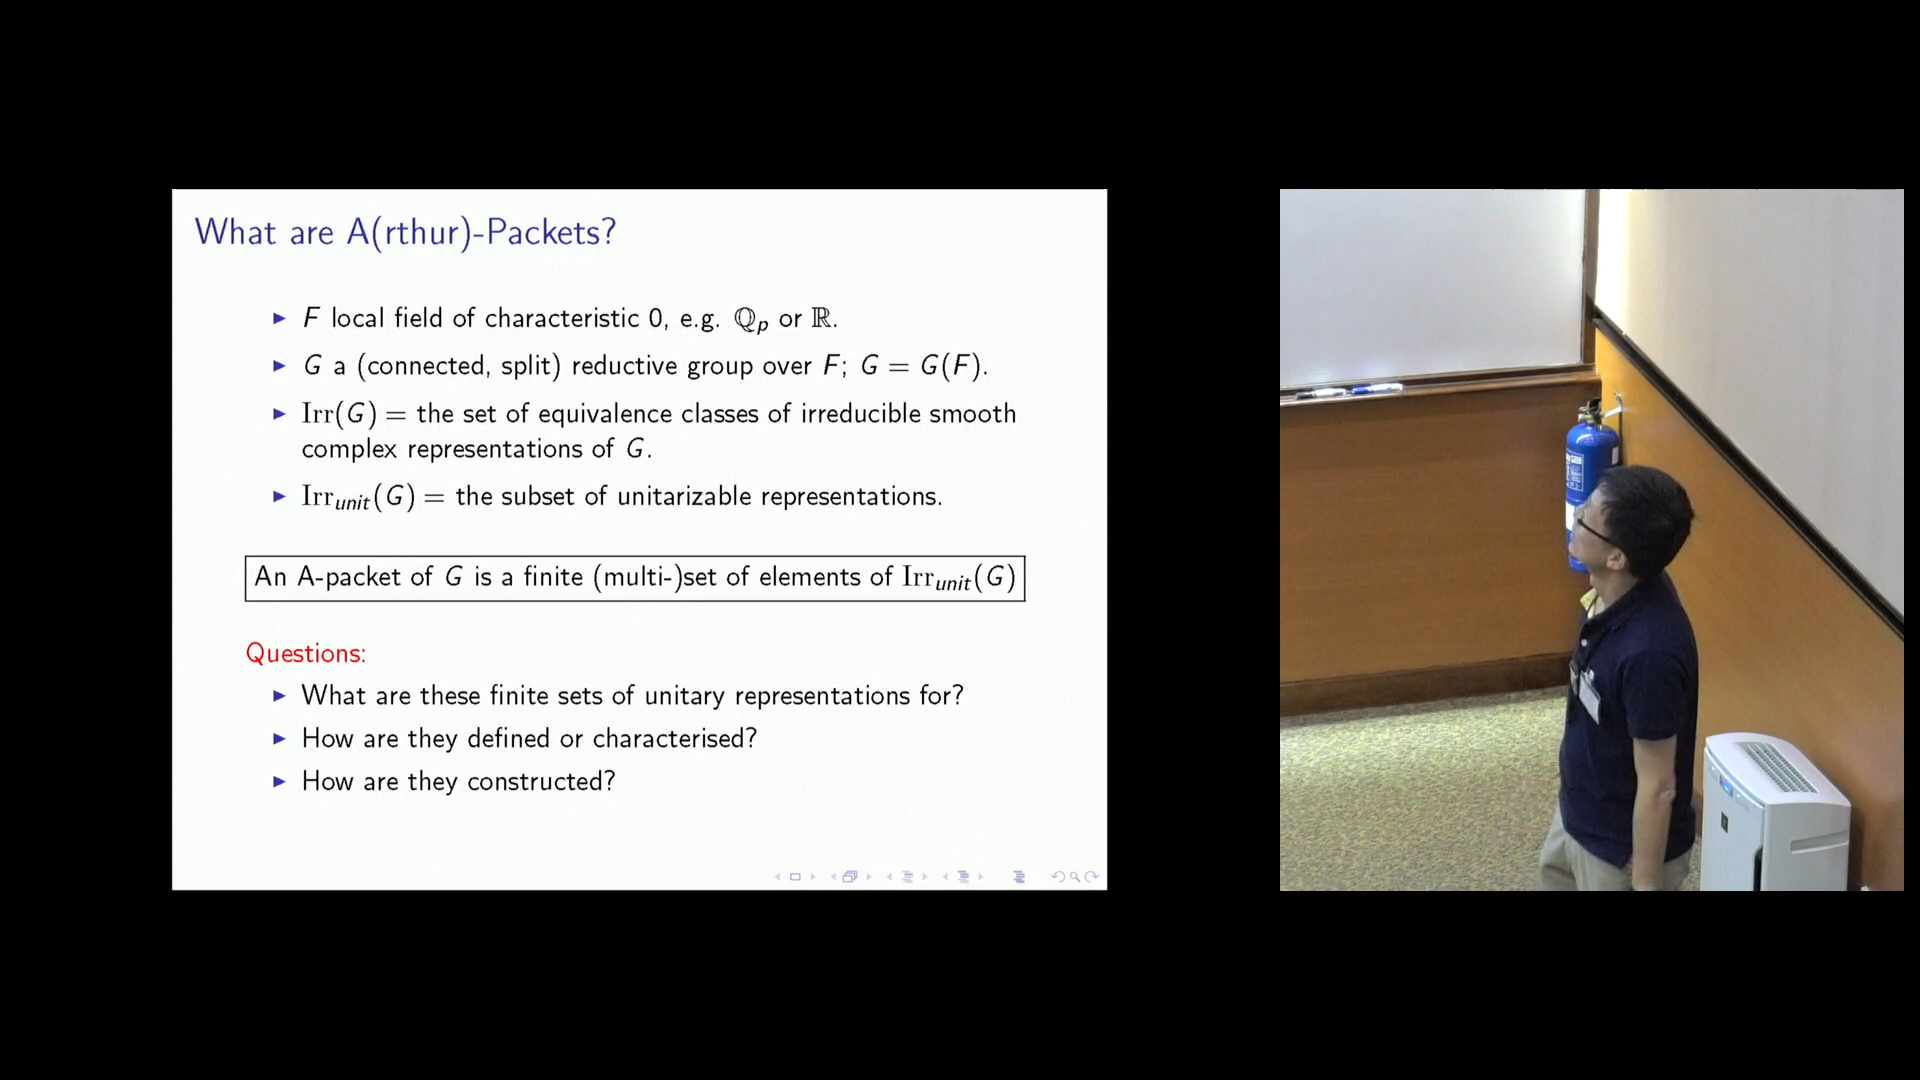 What are A(rthur)-Packets?
▶ F local field of characteristic 0, e.g. ℚ_p or ℝ.
▶ G a (connected, split) reductive group over F; G = G(F).
▶ Irr(G) = the set of equivalence classes of irreducible smooth
complex representations of G.
▶ Irr_unit(G) = the subset of unitarizable representations.
An A-packet of G is a finite (multi-)set of elements of Irr_unit(G)
Questions:
▶ What are these finite sets of unitary representations for?
▶ How are they defined or characterised?
▶ How are they constructed?